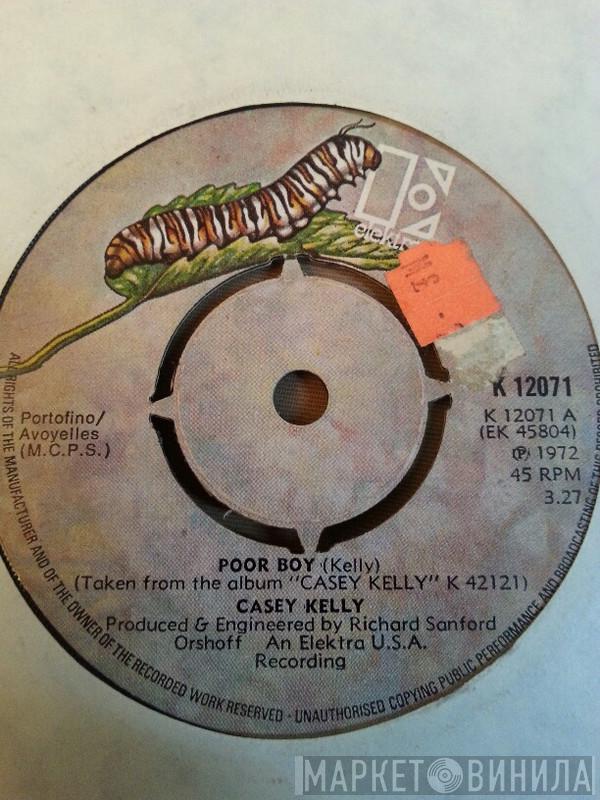 elektra
K 12071
K 12071 A
(EK 45804)
℗ 1972
45 RPM
3.27
Portofino/
Avoyelles
(M.C.P.S.)
POOR BOY (Kelly)
(Taken from the album "CASEY KELLY" K 42121)
CASEY KELLY
Produced & Engineered by Richard Sanford
Orshoff An Elektra U.S.A.
Recording
ALL RIGHTS OF THE MANUFACTURER AND OF THE OWNER OF THE RECORDED WORK RESERVED · UNAUTHORISED COPYING PUBLIC PERFORMANCE AND BROADCASTING OF THIS RECORD PROHIBITED
МАРКЕТ ВИНИЛА